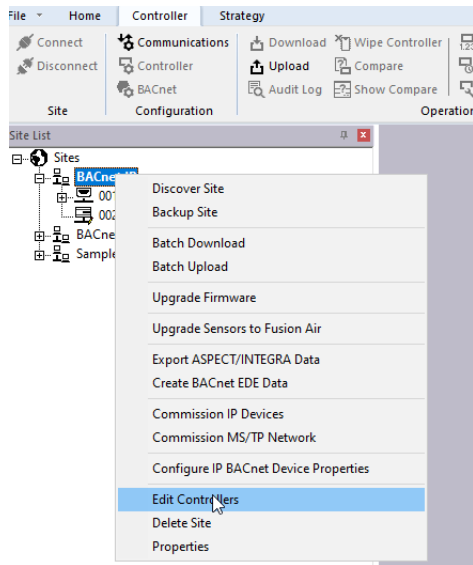 File
Home
Controller
Strategy
Connect
Communications
Download
Wipe Controller
Disconnect
Controller
Upload
Compare
BACnet
Audit Log
Show Compare
Site
Configuration
Site List
Sites
Discover Site
Backup Site
Batch Download
Batch Upload
Upgrade Firmware
Upgrade Sensors to Fusion Air
Export ASPECT/INTEGRA Data
Create BACnet EDE Data
Commission IP Devices
Commission MS/TP Network
Configure IP BACnet Device Properties
Edit Controllers
Delete Site
Properties